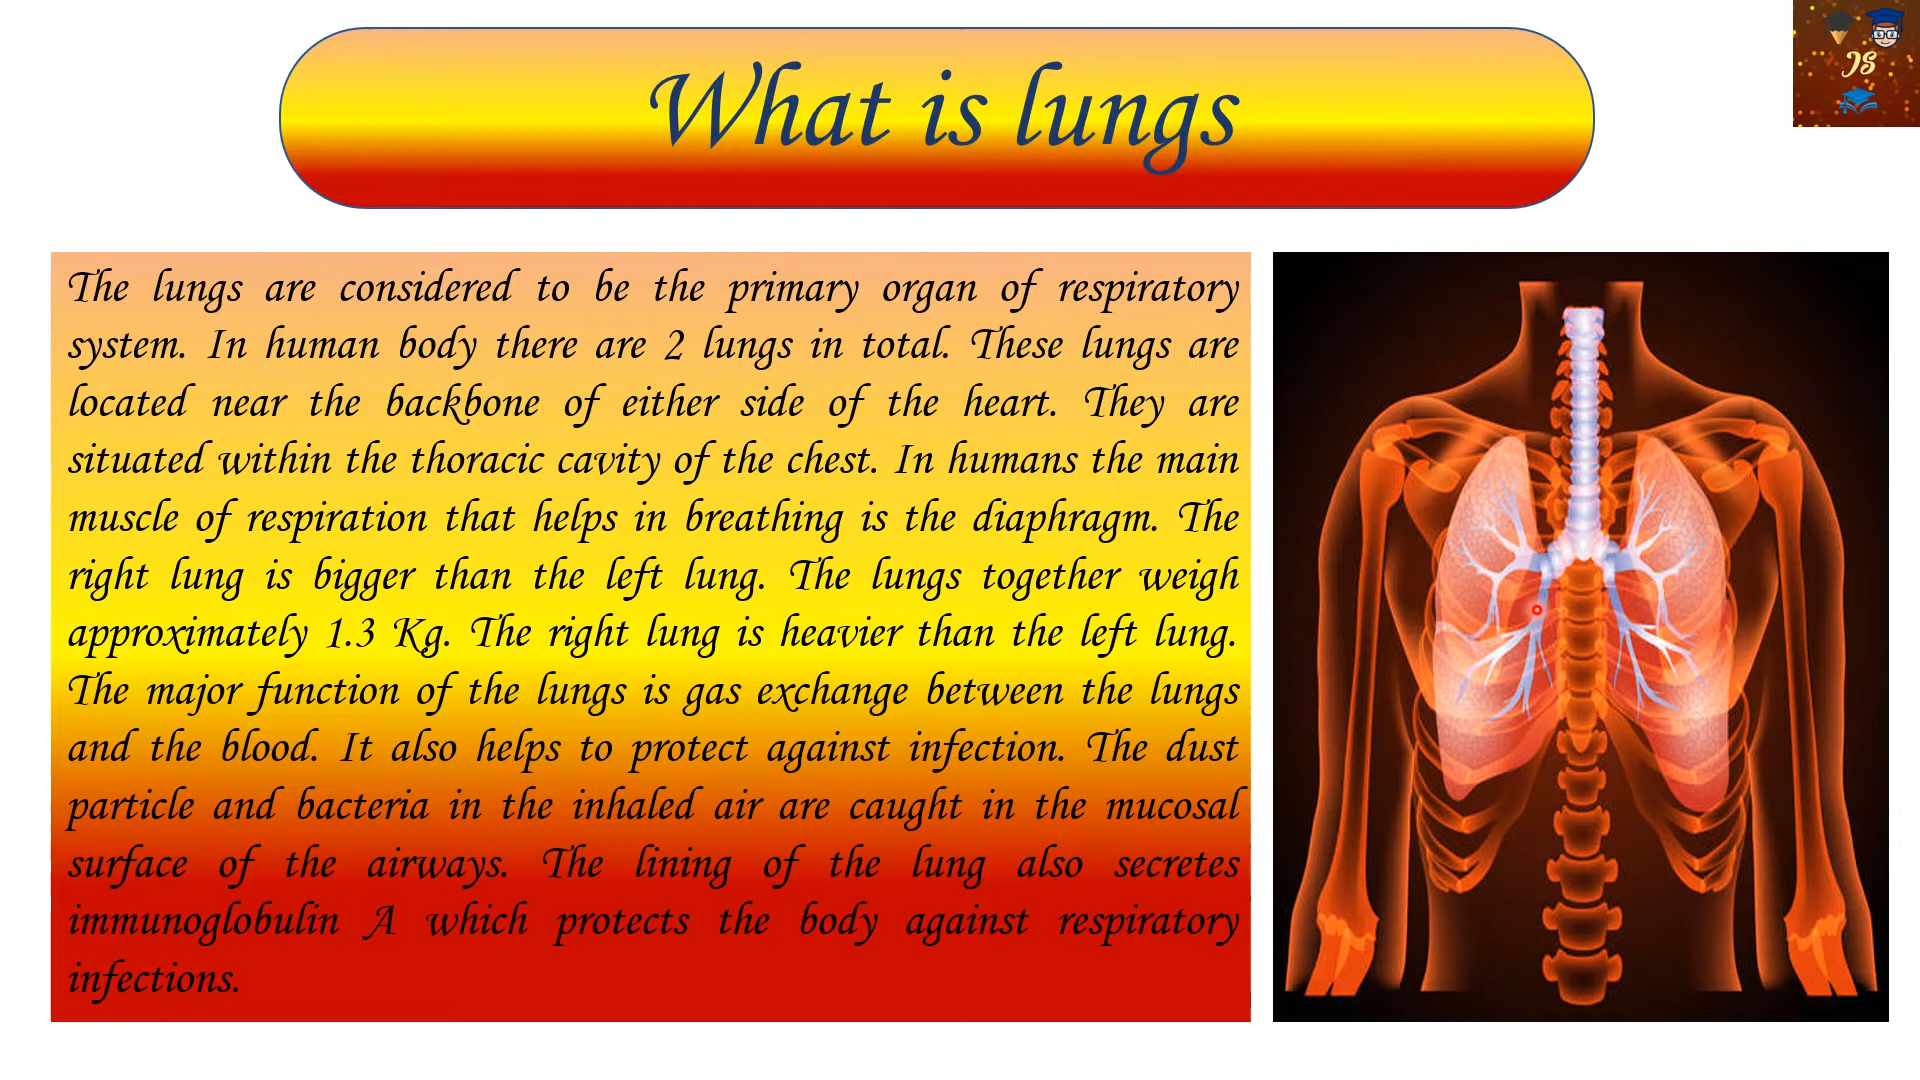 What is lungs
JS
The lungs are considered to be the primary organ of respiratory
system. In human body there are 2 lungs in total. These lungs are
located near the backbone of either side of the heart. They are
situated within the thoracic cavity of the chest. In humans the main
muscle of respiration that helps in breathing is the diaphragm. The
right lung is bigger than the left lung. The lungs together weigh
approximately 1.3 Kg. The right lung is heavier than the left lung.
The major function of the lungs is gas exchange between the lungs
and the blood. It also helps to protect against infection. The dust
particle and bacteria in the inhaled air are caught in the mucosal
surface of the airways. The lining of the lung also secretes
immunoglobulin A which protects the body against respiratory
infections.